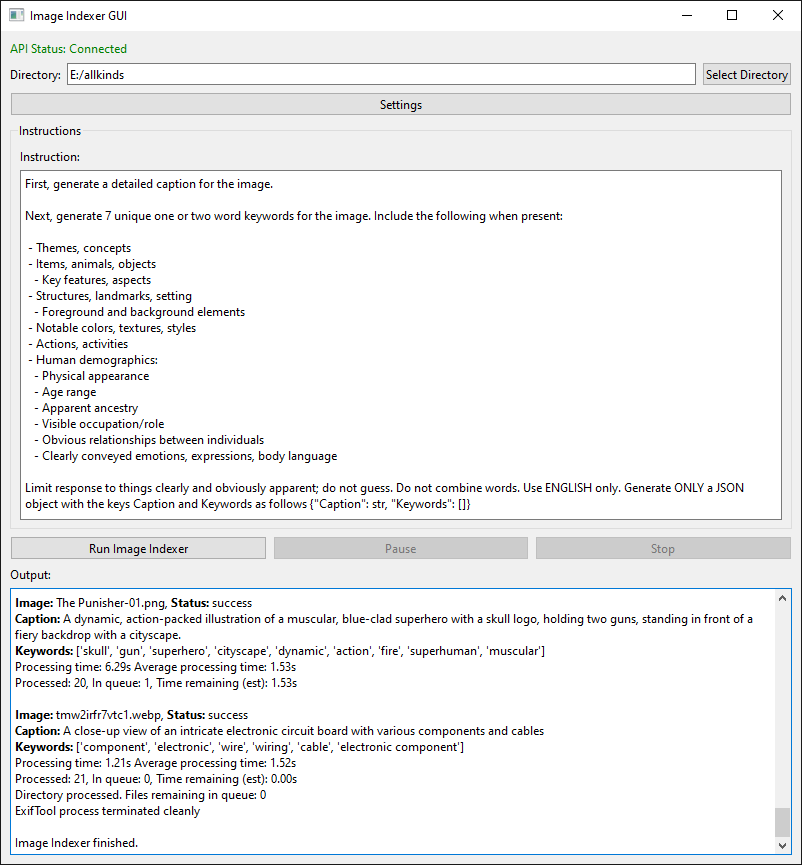 Image Indexer GUI
API Status: Connected
Directory: E:/allkinds Select Directory
Settings
Instructions
Instruction:
First, generate a detailed caption for the image.
Next, generate 7 unique one or two word keywords for the image. Include the following when present:
- Themes, concepts
- Items, animals, objects
- Key features, aspects
- Structures, landmarks, setting
- Foreground and background elements
- Notable colors, textures, styles
- Actions, activities
- Human demographics:
- Physical appearance
- Age range
- Apparent ancestry
- Visible occupation/role
- Obvious relationships between individuals
- Clearly conveyed emotions, expressions, body language
Limit response to things clearly and obviously apparent; do not guess. Do not combine words. Use ENGLISH only. Generate ONLY a JSON
object with the keys Caption and Keywords as follows {"Caption": str, "Keywords": []}
Run Image Indexer Pause Stop
Output:
Image: The Punisher-01.png, Status: success
Caption: A dynamic, action-packed illustration of a muscular, blue-clad superhero with a skull logo, holding two guns, standing in front of a
fiery backdrop with a cityscape.
Keywords: ['skull', 'gun', 'superhero', 'cityscape', 'dynamic', 'action', 'fire', 'superhuman', 'muscular']
Processing time: 6.29s Average processing time: 1.53s
Processed: 20, In queue: 1, Time remaining (est): 1.53s
Image: tmw2irfr7vtc1.webp, Status: success
Caption: A close-up view of an intricate electronic circuit board with various components and cables
Keywords: ['component', 'electronic', 'wire', 'wiring', 'cable', 'electronic component']
Processing time: 1.21s Average processing time: 1.52s
Processed: 21, In queue: 0, Time remaining (est): 0.00s
Directory processed. Files remaining in queue: 0
ExifTool process terminated cleanly
Image Indexer finished.